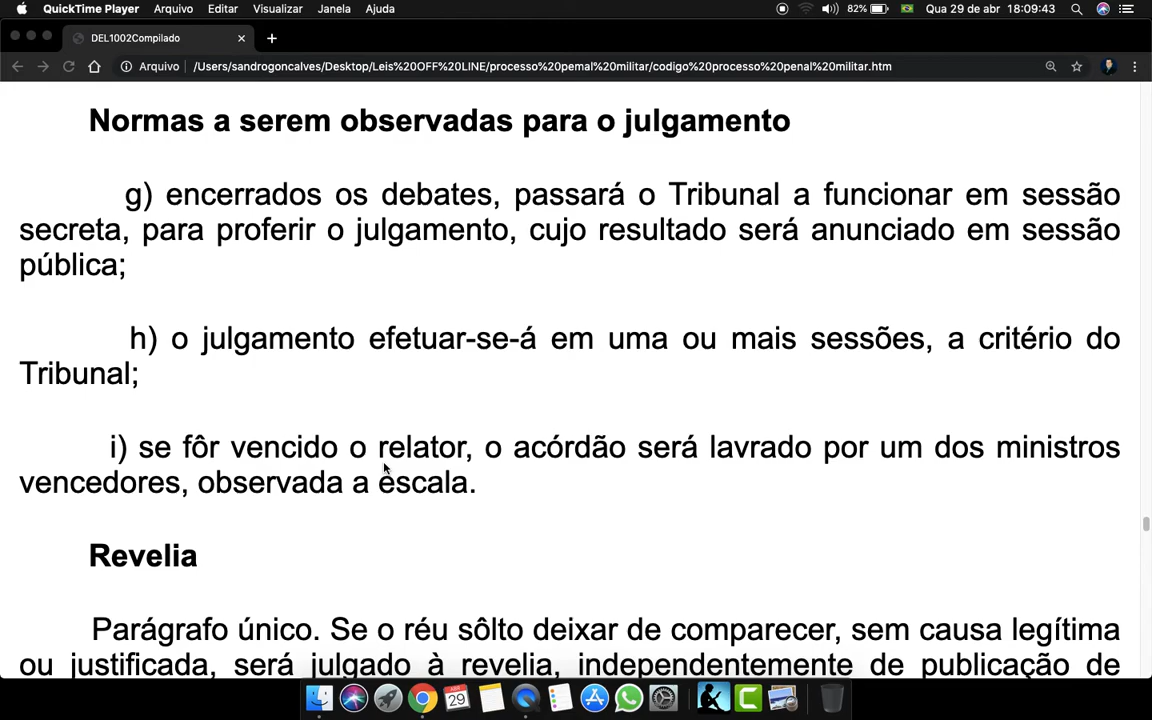 QuickTime Player Arquivo Editar Visualizar Janela Ajuda 82% Qua 29 de abr 18:09:43
DEL1002Compilado
Arquivo /Users/sandrogoncalves/Desktop/Leis%20OFF%20LINE/processo%20pemal%20militar/codigo%20processo%20penal%20militar.htm
Normas a serem observadas para o julgamento
g) encerrados os debates, passará o Tribunal a funcionar em sessão
secreta, para proferir o julgamento, cujo resultado será anunciado em sessão
pública;
h) o julgamento efetuar-se-á em uma ou mais sessões, a critério do
Tribunal;
i) se fôr vencido o relator, o acórdão será lavrado por um dos ministros
vencedores, observada a escala.
Revelia
Parágrafo único. Se o réu sôlto deixar de comparecer, sem causa legítima
ou justificada, será julgado à revelia, independentemente de publicação de
ABR
29